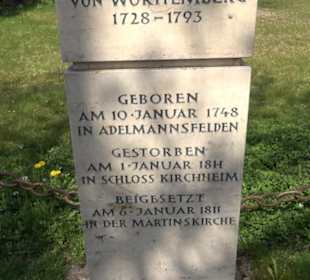 VON WÜRTTEMBERG
1728-1793
GEBOREN
AM 10·JANUAR 1748
IN ADELMANNSFELDEN
GESTORBEN
AM 1·JANUAR 1811
IN SCHLOSS KIRCHHEIM
BEIGESETZT
AM 6·JANUAR 1811
IN DER MARTINSKIRCHE